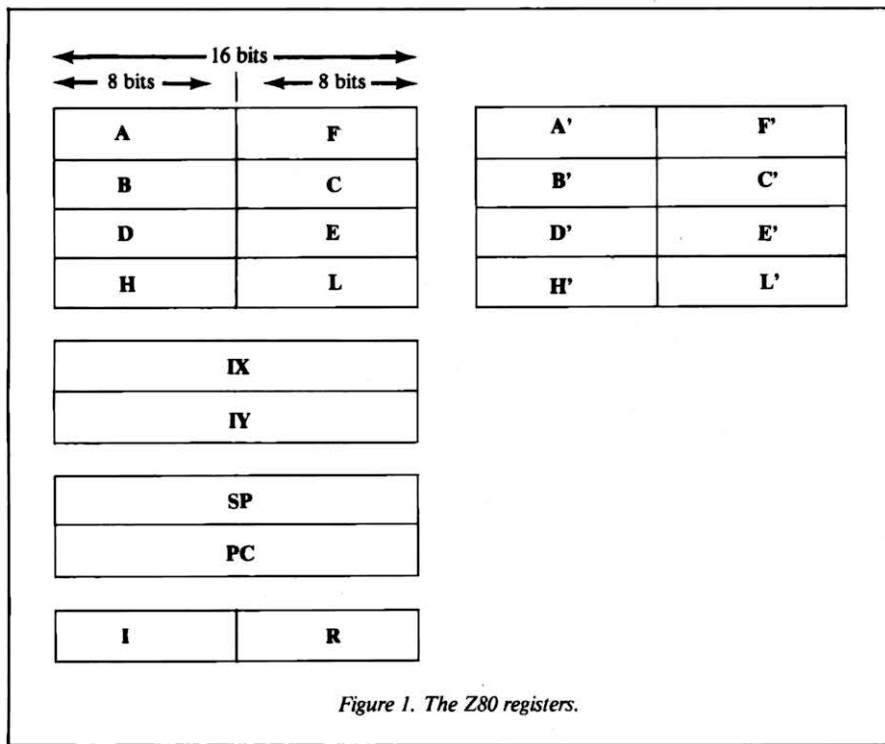 16 bits
8 bits 8 bits
A F
B C
D E
H L
A' F'
B' C'
D' E'
H' L'
IX
IY
SP
PC
I R
Figure 1. The Z80 registers.